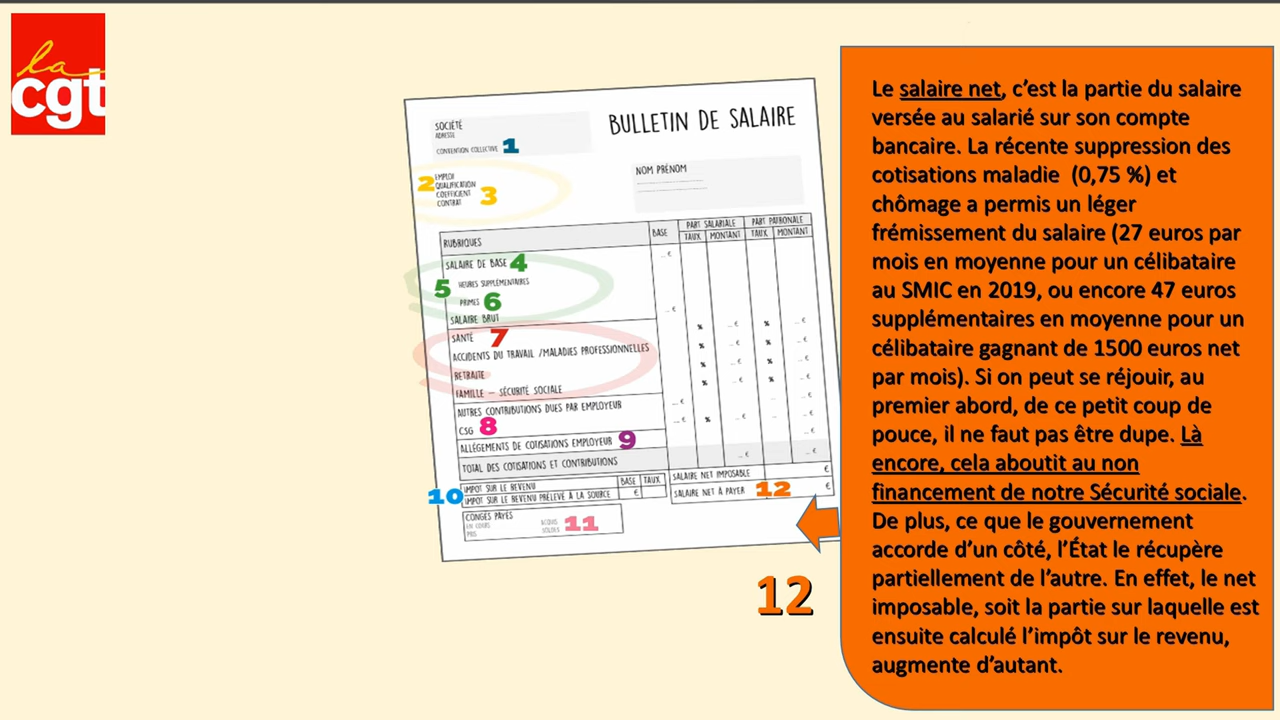 la
cgt
BULLETIN DE SALAIRE
SOCIÉTÉ
ADRESSE
CONVENTION COLLECTIVE 1
NOM PRÉNOM
2 EMPLOI
QUALIFICATION
COEFFICIENT 3
CONTRAT
RUBRIQUES BASE PART SALARIALE PART PATRONALE
TAUX MONTANT TAUX MONTANT
SALAIRE DE BASE 4 _ €
5 HEURES SUPPLÉMENTAIRES
PRIMES 6
SALAIRE BRUT _ €
SANTÉ 7 % _ € % _ €
ACCIDENTS DU TRAVAIL /MALADIES PROFESSIONNELLES % _ € % _ €
RETRAITE % _ € % _ €
FAMILLE – SÉCURITÉ SOCIALE % _ € % _ €
AUTRES CONTRIBUTIONS DUES PAR EMPLOYEUR _ € _ €
CSG 8 _ € % _ € _ €
ALLÉGEMENTS DE COTISATIONS EMPLOYEUR 9 _ €
TOTAL DES COTISATIONS ET CONTRIBUTIONS _ € _ €
10 IMPOT SUR LE REVENU BASE TAUX
IMPOT SUR LE REVENU PRÉLEVÉ À LA SOURCE €
SALAIRE NET IMPOSABLE €
SALAIRE NET À PAYER 12 €
CONGÉS PAYES
EN COURS ACQUIS
PRIS SOLDES 11
12
Le salaire net, c’est la partie du salaire
versée au salarié sur son compte
bancaire. La récente suppression des
cotisations maladie (0,75 %) et
chômage a permis un léger
frémissement du salaire (27 euros par
mois en moyenne pour un célibataire
au SMIC en 2019, ou encore 47 euros
supplémentaires en moyenne pour un
célibataire gagnant de 1500 euros net
par mois). Si on peut se réjouir, au
premier abord, de ce petit coup de
pouce, il ne faut pas être dupe. Là
encore, cela aboutit au non
financement de notre Sécurité sociale.
De plus, ce que le gouvernement
accorde d’un côté, l’État le récupère
partiellement de l’autre. En effet, le net
imposable, soit la partie sur laquelle est
ensuite calculé l’impôt sur le revenu,
augmente d’autant.